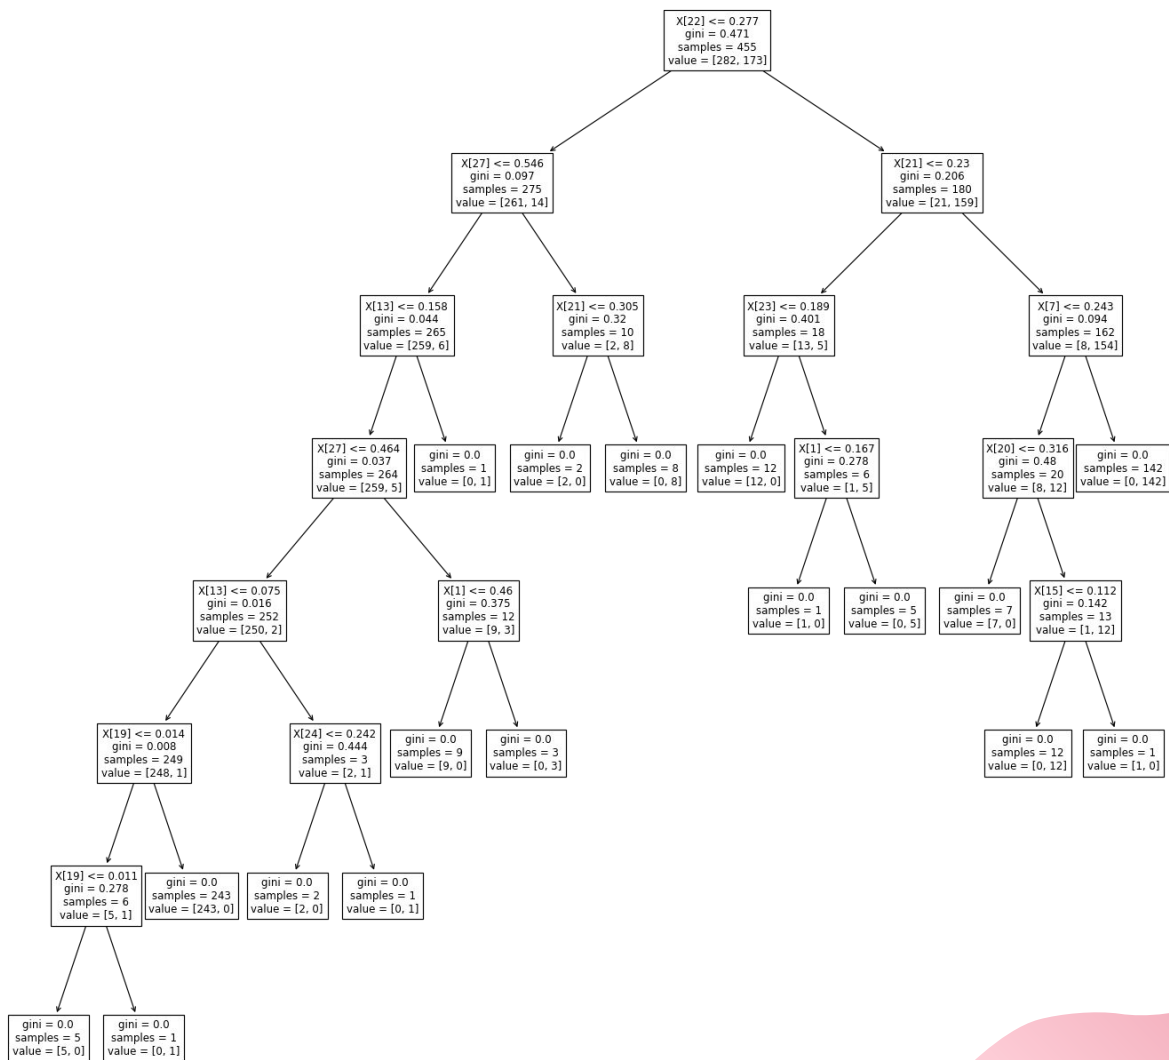 X[22] <= 0.277
gini = 0.471
samples = 455
value = [282, 173]
X[27] <= 0.546
gini = 0.097
samples = 275
value = [261, 14]
X[21] <= 0.23
gini = 0.206
samples = 180
value = [21, 159]
X[13] <= 0.158
gini = 0.044
samples = 265
value = [259, 6]
X[21] <= 0.305
gini = 0.32
samples = 10
value = [2, 8]
X[23] <= 0.189
gini = 0.401
samples = 18
value = [13, 5]
X[7] <= 0.243
gini = 0.094
samples = 162
value = [8, 154]
X[27] <= 0.464
gini = 0.037
samples = 264
value = [259, 5]
gini = 0.0
samples = 1
value = [0, 1]
gini = 0.0
samples = 2
value = [2, 0]
gini = 0.0
samples = 8
value = [0, 8]
gini = 0.0
samples = 12
value = [12, 0]
X[1] <= 0.167
gini = 0.278
samples = 6
value = [1, 5]
X[20] <= 0.316
gini = 0.48
samples = 20
value = [8, 12]
gini = 0.0
samples = 142
value = [0, 142]
X[13] <= 0.075
gini = 0.016
samples = 252
value = [250, 2]
X[1] <= 0.46
gini = 0.375
samples = 12
value = [9, 3]
gini = 0.0
samples = 1
value = [1, 0]
gini = 0.0
samples = 5
value = [0, 5]
gini = 0.0
samples = 7
value = [7, 0]
X[15] <= 0.112
gini = 0.142
samples = 13
value = [1, 12]
X[19] <= 0.014
gini = 0.008
samples = 249
value = [248, 1]
X[24] <= 0.242
gini = 0.444
samples = 3
value = [2, 1]
gini = 0.0
samples = 9
value = [9, 0]
gini = 0.0
samples = 3
value = [0, 3]
gini = 0.0
samples = 12
value = [0, 12]
gini = 0.0
samples = 1
value = [1, 0]
X[19] <= 0.011
gini = 0.278
samples = 6
value = [5, 1]
gini = 0.0
samples = 243
value = [243, 0]
gini = 0.0
samples = 2
value = [2, 0]
gini = 0.0
samples = 1
value = [0, 1]
gini = 0.0
samples = 5
value = [5, 0]
gini = 0.0
samples = 1
value = [0, 1]